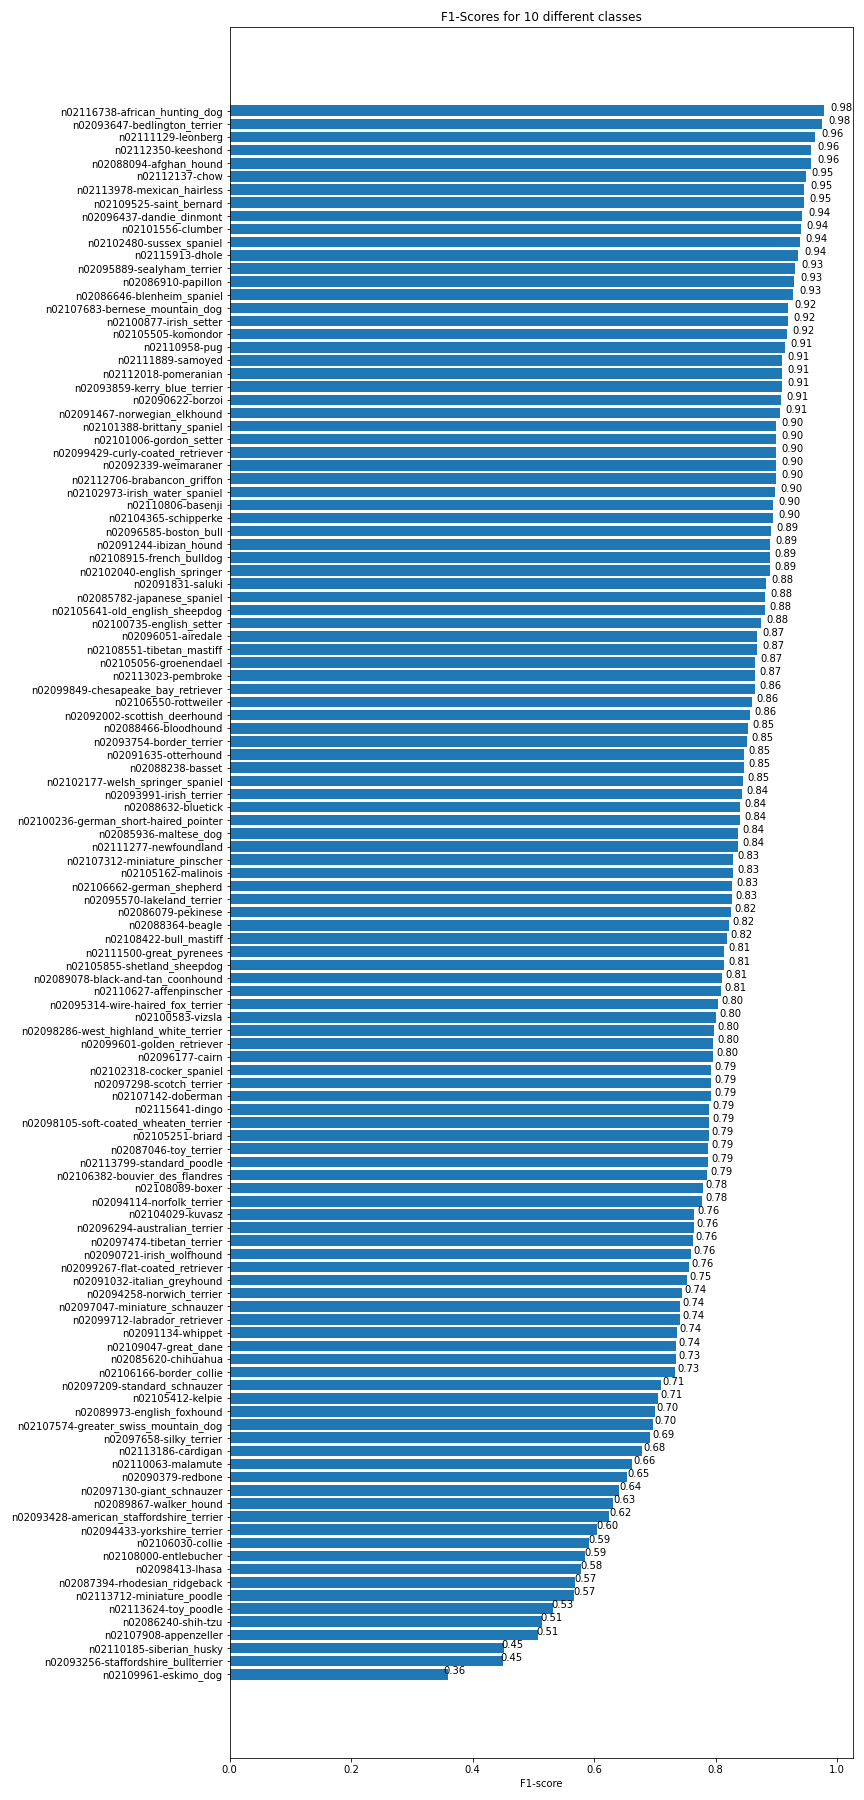 F1-Scores for 10 different classes
n02116738-african_hunting_dog 0.98
n02093647-bedlington_terrier 0.98
n02111129-leonberg 0.96
n02112350-keeshond 0.96
n02088094-afghan_hound 0.96
n02112137-chow 0.95
n02113978-mexican_hairless 0.95
n02109525-saint_bernard 0.95
n02096437-dandie_dinmont 0.94
n02101556-clumber 0.94
n02102480-sussex_spaniel 0.94
n02115913-dhole 0.94
n02095889-sealyham_terrier 0.93
n02086910-papillon 0.93
n02086646-blenheim_spaniel 0.93
n02107683-bernese_mountain_dog 0.92
n02100877-irish_setter 0.92
n02105505-komondor 0.92
n02110958-pug 0.91
n02111889-samoyed 0.91
n02112018-pomeranian 0.91
n02093859-kerry_blue_terrier 0.91
n02090622-borzoi 0.91
n02091467-norwegian_elkhound 0.91
n02101388-brittany_spaniel 0.90
n02101006-gordon_setter 0.90
n02099429-curly-coated_retriever 0.90
n02092339-weimaraner 0.90
n02112706-brabancon_griffon 0.90
n02102973-irish_water_spaniel 0.90
n02110806-basenji 0.90
n02104365-schipperke 0.90
n02096585-boston_bull 0.89
n02091244-ibizan_hound 0.89
n02108915-french_bulldog 0.89
n02102040-english_springer 0.89
n02091831-saluki 0.88
n02085782-japanese_spaniel 0.88
n02105641-old_english_sheepdog 0.88
n02100735-english_setter 0.88
n02096051-airedale 0.87
n02108551-tibetan_mastiff 0.87
n02105056-groenendael 0.87
n02113023-pembroke 0.87
n02099849-chesapeake_bay_retriever 0.86
n02106550-rottweiler 0.86
n02092002-scottish_deerhound 0.86
n02088466-bloodhound 0.85
n02093754-border_terrier 0.85
n02091635-otterhound 0.85
n02088238-basset 0.85
n02102177-welsh_springer_spaniel 0.85
n02093991-irish_terrier 0.84
n02088632-bluetick 0.84
n02100236-german_short-haired_pointer 0.84
n02085936-maltese_dog 0.84
n02111277-newfoundland 0.84
n02107312-miniature_pinscher 0.83
n02105162-malinois 0.83
n02106662-german_shepherd 0.83
n02095570-lakeland_terrier 0.83
n02086079-pekinese 0.82
n02088364-beagle 0.82
n02108422-bull_mastiff 0.82
n02111500-great_pyrenees 0.81
n02105855-shetland_sheepdog 0.81
n02089078-black-and-tan_coonhound 0.81
n02110627-affenpinscher 0.81
n02095314-wire-haired_fox_terrier 0.80
n02100583-vizsla 0.80
n02098286-west_highland_white_terrier 0.80
n02099601-golden_retriever 0.80
n02096177-cairn 0.80
n02102318-cocker_spaniel 0.79
n02097298-scotch_terrier 0.79
n02107142-doberman 0.79
n02115641-dingo 0.79
n02098105-soft-coated_wheaten_terrier 0.79
n02105251-briard 0.79
n02087046-toy_terrier 0.79
n02113799-standard_poodle 0.79
n02106382-bouvier_des_flandres 0.79
n02108089-boxer 0.78
n02094114-norfolk_terrier 0.78
n02104029-kuvasz 0.76
n02096294-australian_terrier 0.76
n02097474-tibetan_terrier 0.76
n02090721-irish_wolfhound 0.76
n02099267-flat-coated_retriever 0.76
n02091032-italian_greyhound 0.75
n02094258-norwich_terrier 0.74
n02097047-miniature_schnauzer 0.74
n02099712-labrador_retriever 0.74
n02091134-whippet 0.74
n02109047-great_dane 0.74
n02085620-chihuahua 0.73
n02106166-border_collie 0.73
n02097209-standard_schnauzer 0.71
n02105412-kelpie 0.71
n02089973-english_foxhound 0.70
n02107574-greater_swiss_mountain_dog 0.70
n02097658-silky_terrier 0.69
n02113186-cardigan 0.68
n02110063-malamute 0.66
n02090379-redbone 0.65
n02097130-giant_schnauzer 0.64
n02089867-walker_hound 0.63
n02093428-american_staffordshire_terrier 0.62
n02094433-yorkshire_terrier 0.60
n02106030-collie 0.59
n02108000-entlebucher 0.59
n02098413-lhasa 0.58
n02087394-rhodesian_ridgeback 0.57
n02113712-miniature_poodle 0.57
n02113624-toy_poodle 0.53
n02086240-shih-tzu 0.51
n02107908-appenzeller 0.51
n02110185-siberian_husky 0.45
n02093256-staffordshire_bullterrier 0.45
n02109961-eskimo_dog 0.36
0.0 0.2 0.4 0.6 0.8 1.0
F1-score